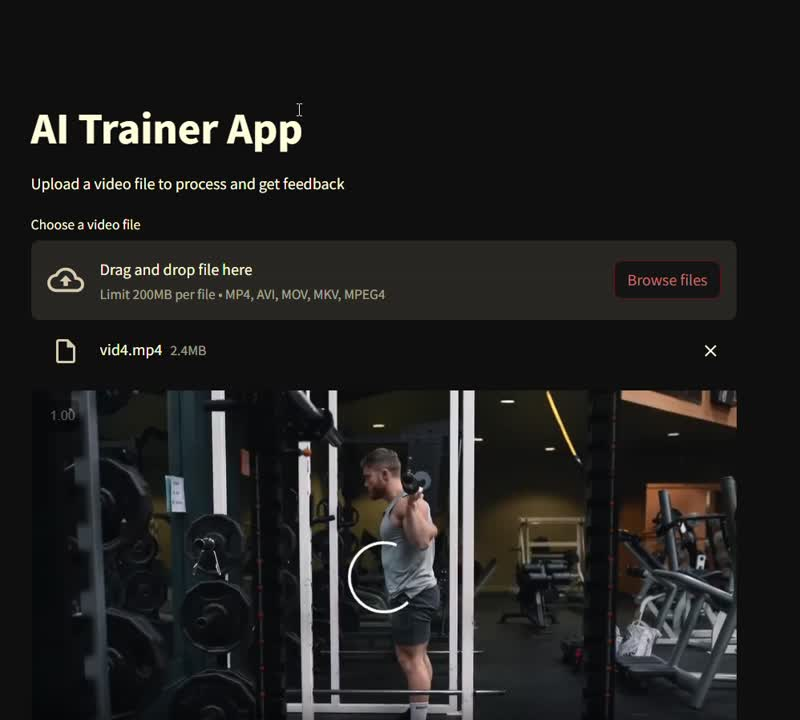 AI Trainer App
Upload a video file to process and get feedback
Choose a video file
Drag and drop file here
Limit 200MB per file • MP4, AVI, MOV, MKV, MPEG4
Browse files
vid4.mp4 2.4MB
1.00